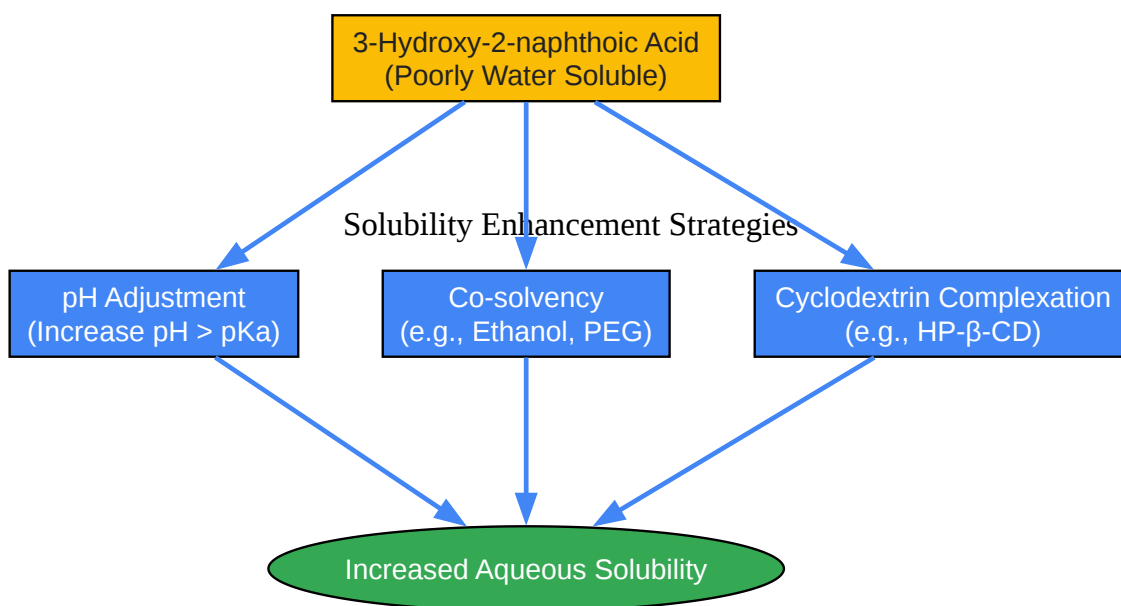 3-Hydroxy-2-naphthoic Acid
(Poorly Water Soluble)
Solubility Enhancement Strategies
pH Adjustment
(Increase pH > pKa)
Co-solvency
(e.g., Ethanol, PEG)
Cyclodextrin Complexation
(e.g., HP-β-CD)
Increased Aqueous Solubility